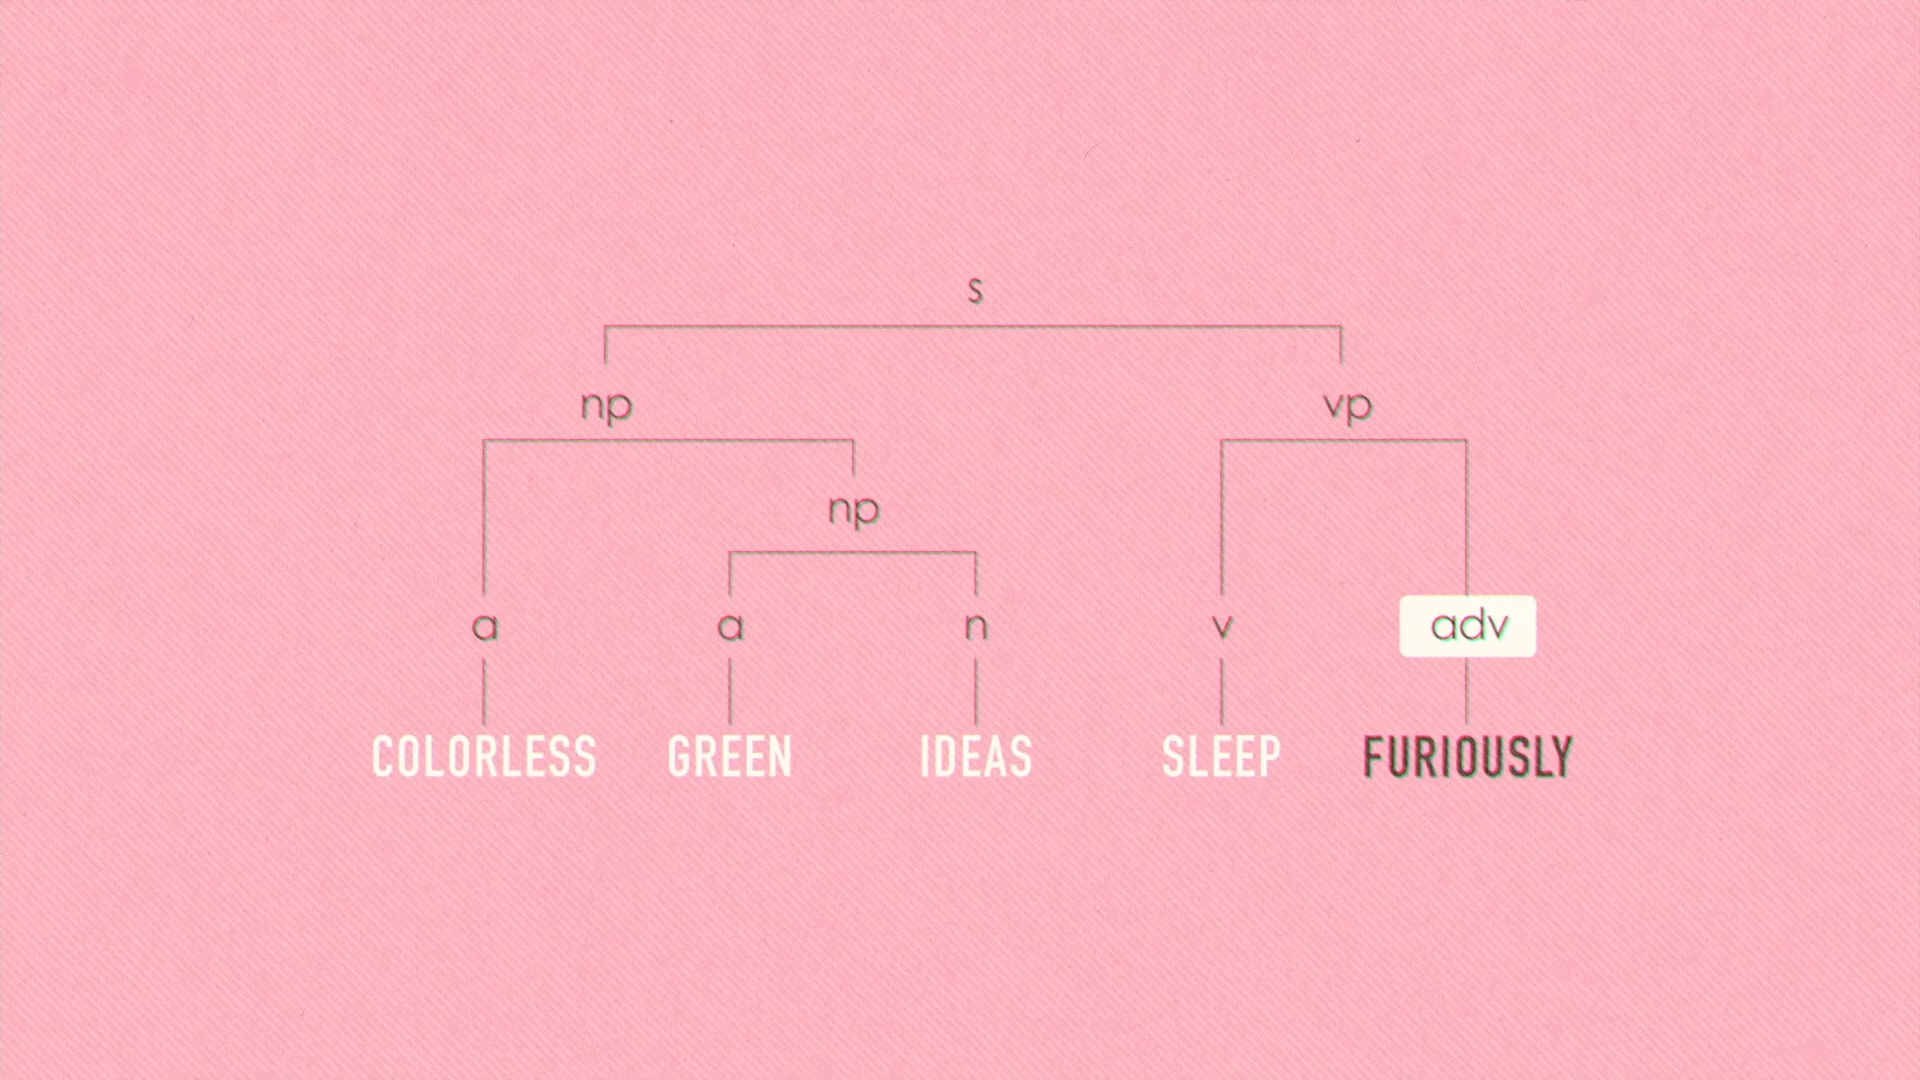 s
np vp
np
a a n v adv
COLORLESS GREEN IDEAS SLEEP FURIOUSLY